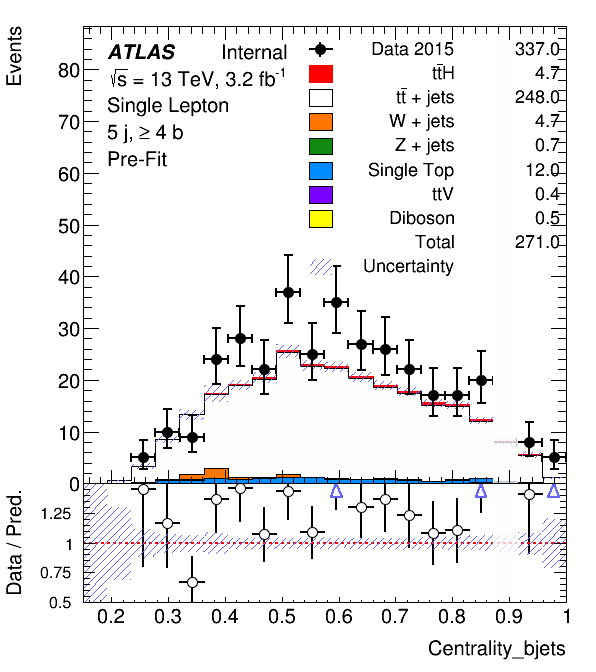 Events
ATLAS Internal
√s = 13 TeV, 3.2 fb⁻¹
Single Lepton
5 j, ≥ 4 b
Pre-Fit
Data 2015 337.0
tt̄H 4.7
tt̄ + jets 248.0
W + jets 4.7
Z + jets 0.7
Single Top 12.0
ttV 0.4
Diboson 0.5
Total 271.0
Uncertainty
80
70
60
50
40
30
20
10
0
Data / Pred.
1.25
1
0.75
0.5
0.2 0.3 0.4 0.5 0.6 0.7 0.8 0.9 1
Centrality_bjets